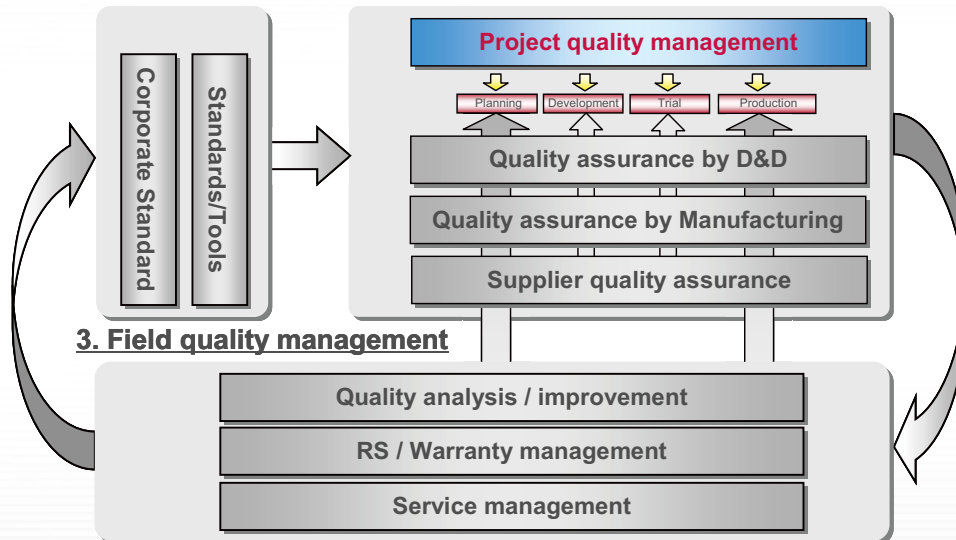 Corporate Standard
Standards/Tools
Project quality management
Planning
Development
Trial
Production
Quality assurance by D&D
Quality assurance by Manufacturing
Supplier quality assurance
3. Field quality management
Quality analysis / improvement
RS / Warranty management
Service management